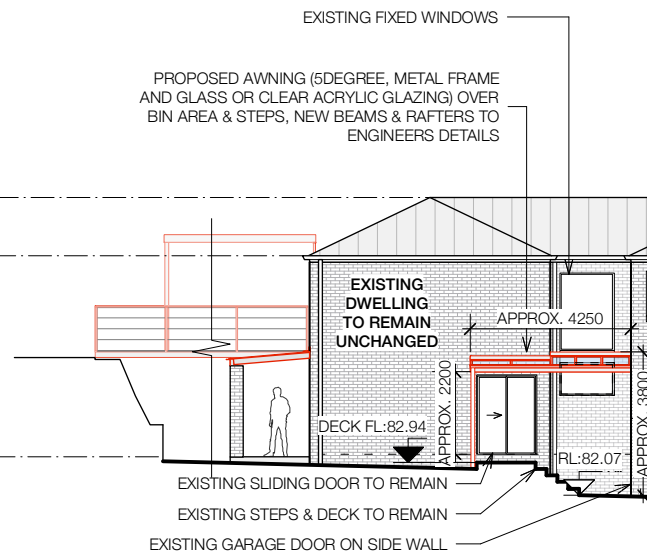 EXISTING FIXED WINDOWS
PROPOSED AWNING (5DEGREE, METAL FRAME
AND GLASS OR CLEAR ACRYLIC GLAZING) OVER
BIN AREA & STEPS, NEW BEAMS & RAFTERS TO
ENGINEERS DETAILS
EXISTING
DWELLING
TO REMAIN
UNCHANGED
APPROX. 4250
APPROX. 2200
APPROX. 3800
DECK FL:82.94
RL:82.07
EXISTING SLIDING DOOR TO REMAIN
EXISTING STEPS & DECK TO REMAIN
EXISTING GARAGE DOOR ON SIDE WALL